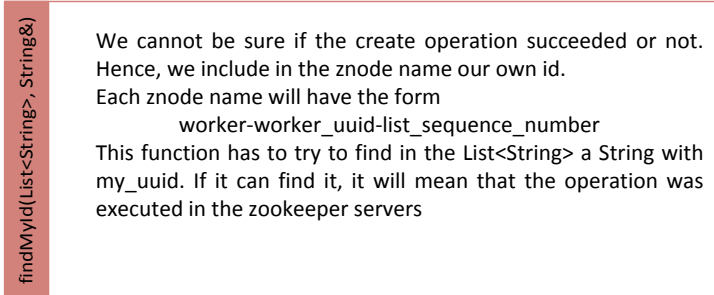 findMyId(List<String>, String&)
We cannot be sure if the create operation succeeded or not.
Hence, we include in the znode name our own id.
Each znode name will have the form
worker-worker_uuid-list_sequence_number
This function has to try to find in the List<String> a String with
my_uuid. If it can find it, it will mean that the operation was
executed in the zookeeper servers